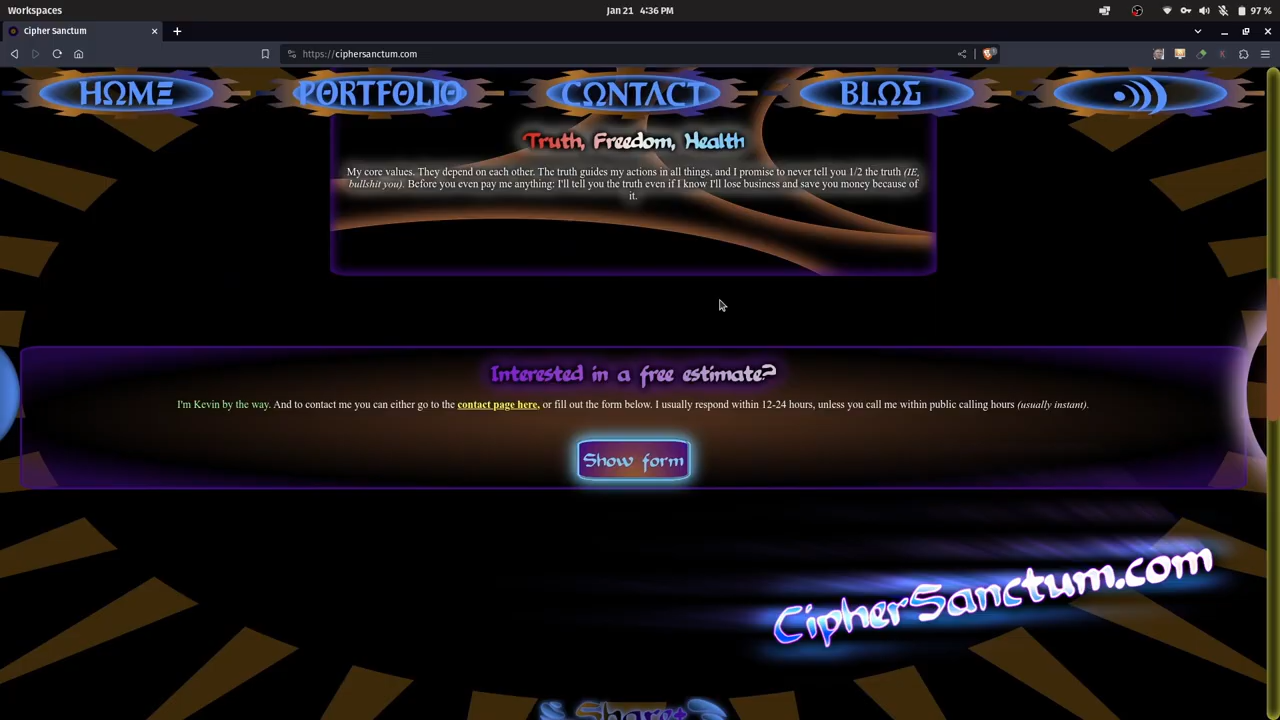 Workspaces
Jan 21 4:36 PM
97 %
Cipher Sanctum
https://ciphersanctum.com
HΩMΞ
PΩRTFΩLIΩ
CΩNTΛCT
BLΩG
Truth, Freedom, Health
My core values. They depend on each other. The truth guides my actions in all things, and I promise to never tell you 1/2 the truth (IE,
bullshit you). Before you even pay me anything: I'll tell you the truth even if I know I'll lose business and save you money because of
it.
Interested in a free estimate?
I'm Kevin by the way. And to contact me you can either go to the contact page here, or fill out the form below. I usually respond within 12-24 hours, unless you call me within public calling hours (usually instant).
Show form
CipherSanctum.com
Share+